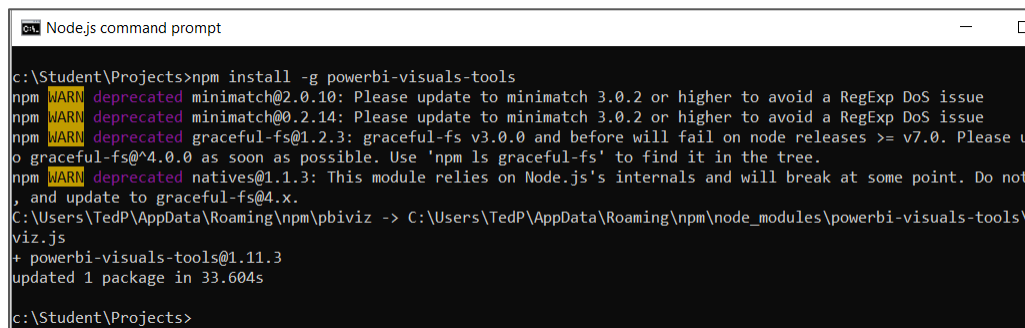 Node.js command prompt
c:\Student\Projects>npm install -g powerbi-visuals-tools
npm WARN deprecated minimatch@2.0.10: Please update to minimatch 3.0.2 or higher to avoid a RegExp DoS issue
npm WARN deprecated minimatch@0.2.14: Please update to minimatch 3.0.2 or higher to avoid a RegExp DoS issue
npm WARN deprecated graceful-fs@1.2.3: graceful-fs v3.0.0 and before will fail on node releases >= v7.0. Please
o graceful-fs@^4.0.0 as soon as possible. Use 'npm ls graceful-fs' to find it in the tree.
npm WARN deprecated natives@1.1.3: This module relies on Node.js's internals and will break at some point. Do not
, and update to graceful-fs@4.x.
C:\Users\TedP\AppData\Roaming\npm\pbiviz -> C:\Users\TedP\AppData\Roaming\npm\node_modules\powerbi-visuals-tools\
viz.js
+ powerbi-visuals-tools@1.11.3
updated 1 package in 33.604s
c:\Student\Projects>